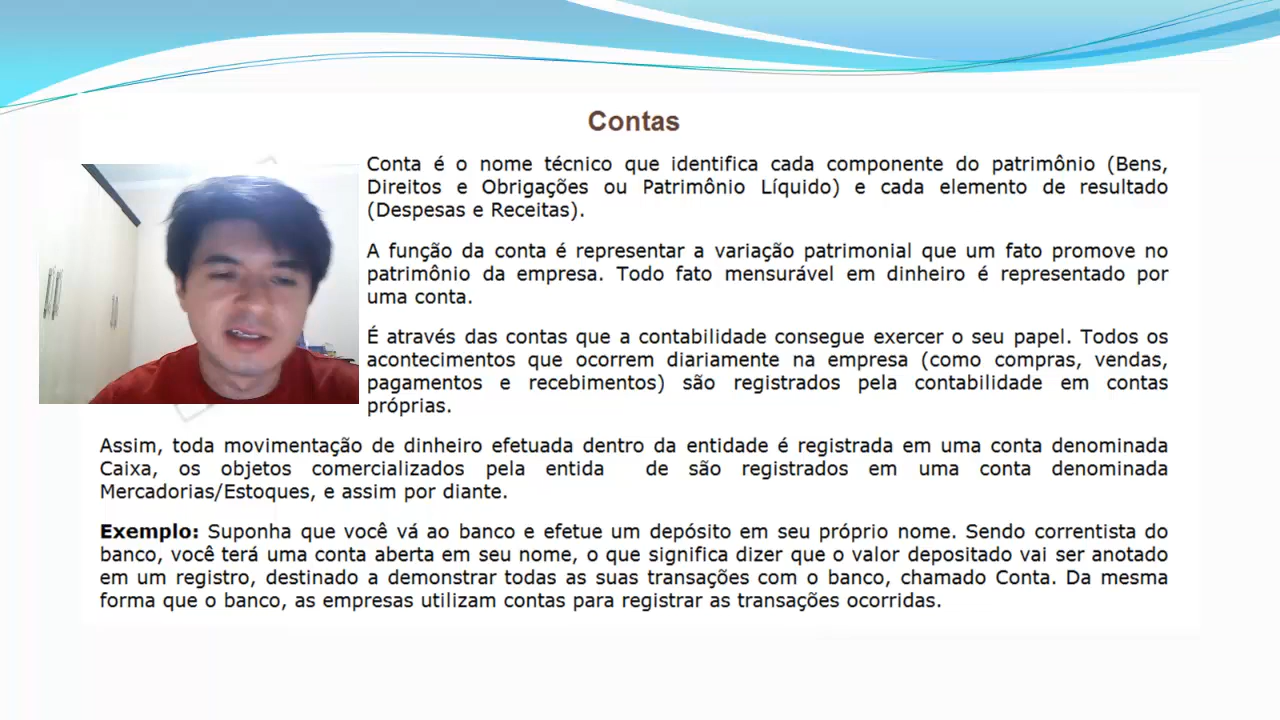 Contas
Conta é o nome técnico que identifica cada componente do patrimônio (Bens,
Direitos e Obrigações ou Patrimônio Líquido) e cada elemento de resultado
(Despesas e Receitas).
A função da conta é representar a variação patrimonial que um fato promove no
patrimônio da empresa. Todo fato mensurável em dinheiro é representado por
uma conta.
É através das contas que a contabilidade consegue exercer o seu papel. Todos os
acontecimentos que ocorrem diariamente na empresa (como compras, vendas,
pagamentos e recebimentos) são registrados pela contabilidade em contas
próprias.
Assim, toda movimentação de dinheiro efetuada dentro da entidade é registrada em uma conta denominada
Caixa, os objetos comercializados pela entida de são registrados em uma conta denominada
Mercadorias/Estoques, e assim por diante.
Exemplo: Suponha que você vá ao banco e efetue um depósito em seu próprio nome. Sendo correntista do
banco, você terá uma conta aberta em seu nome, o que significa dizer que o valor depositado vai ser anotado
em um registro, destinado a demonstrar todas as suas transações com o banco, chamado Conta. Da mesma
forma que o banco, as empresas utilizam contas para registrar as transações ocorridas.